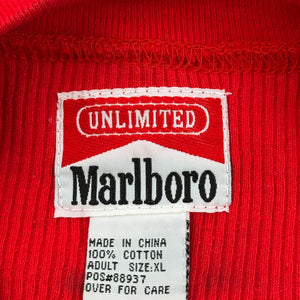 UNLIMITED
Marlboro
MADE IN CHINA
100% COTTON
ADULT SIZE:XL
POS#88937
OVER FOR CARE